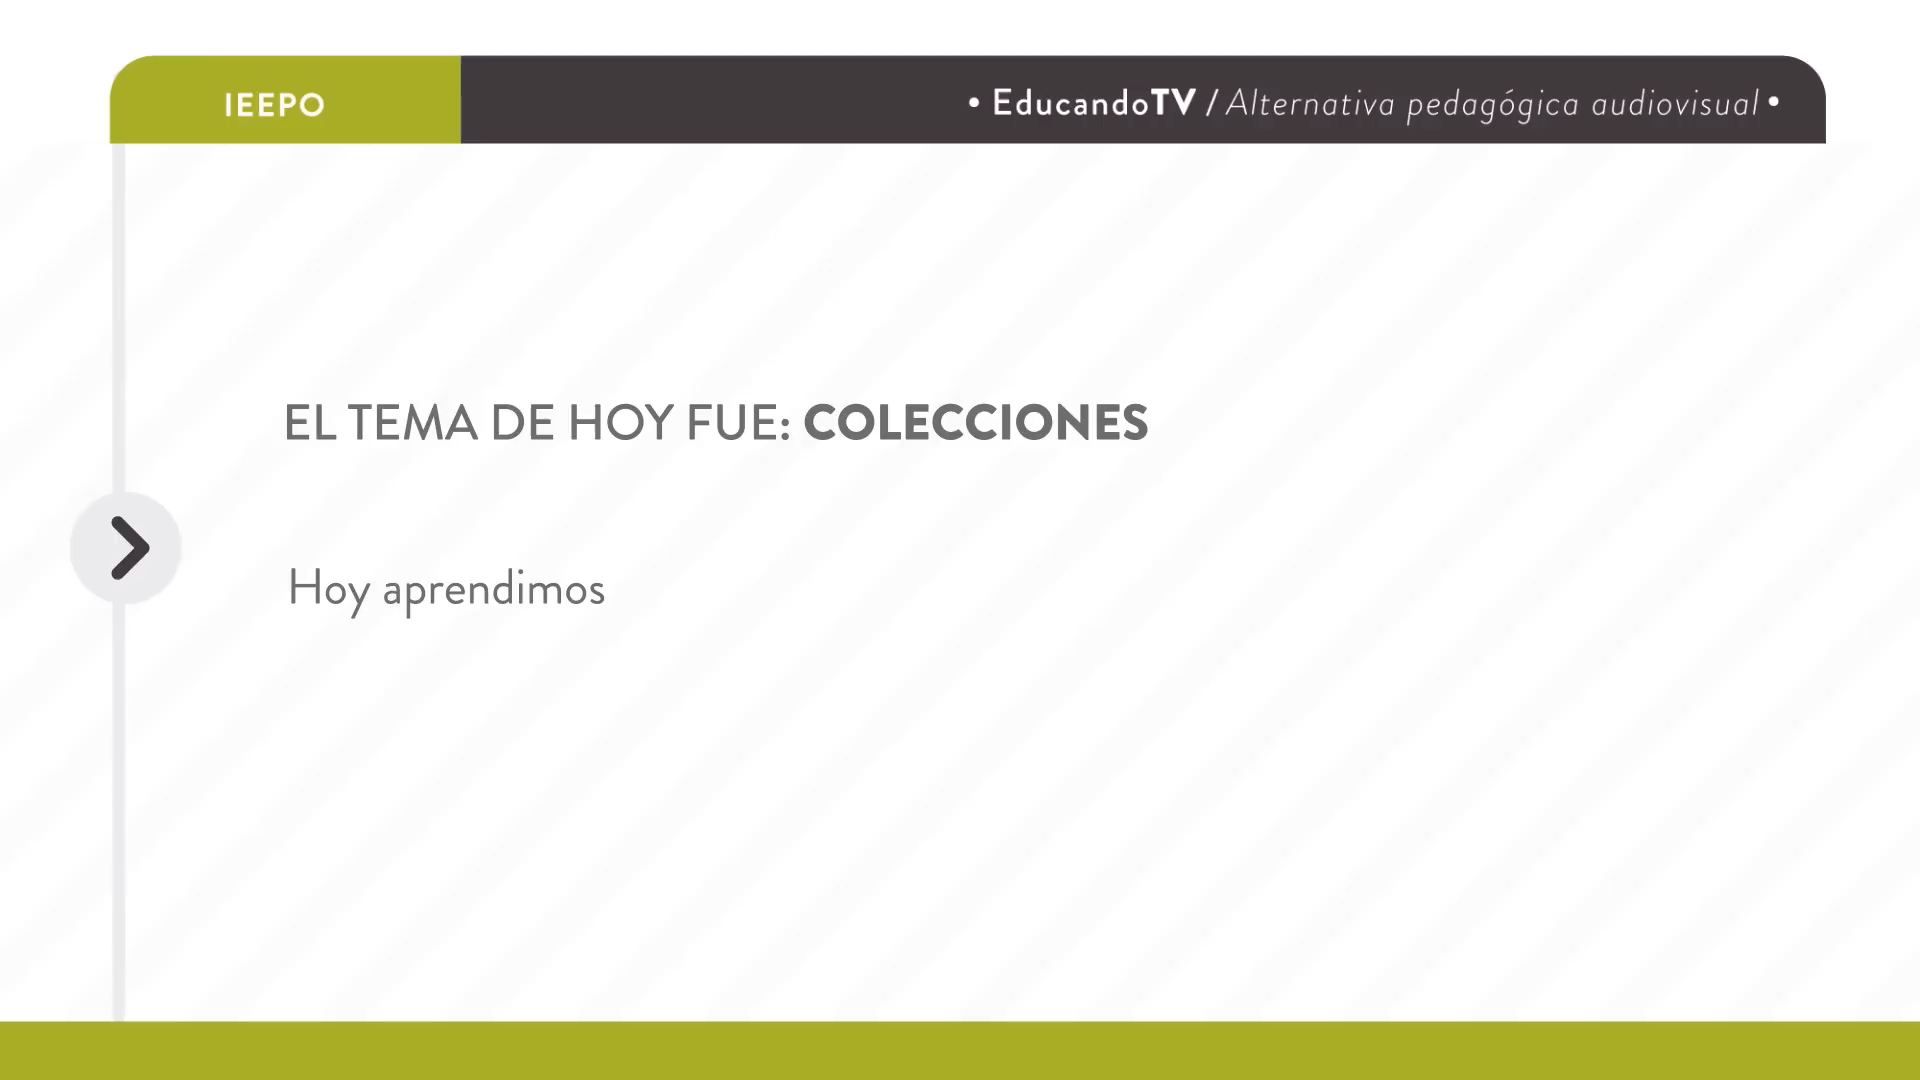 IEEPO
• EducandoTV / Alternativa pedagógica audiovisual •
EL TEMA DE HOY FUE: COLECCIONES
Hoy aprendimos